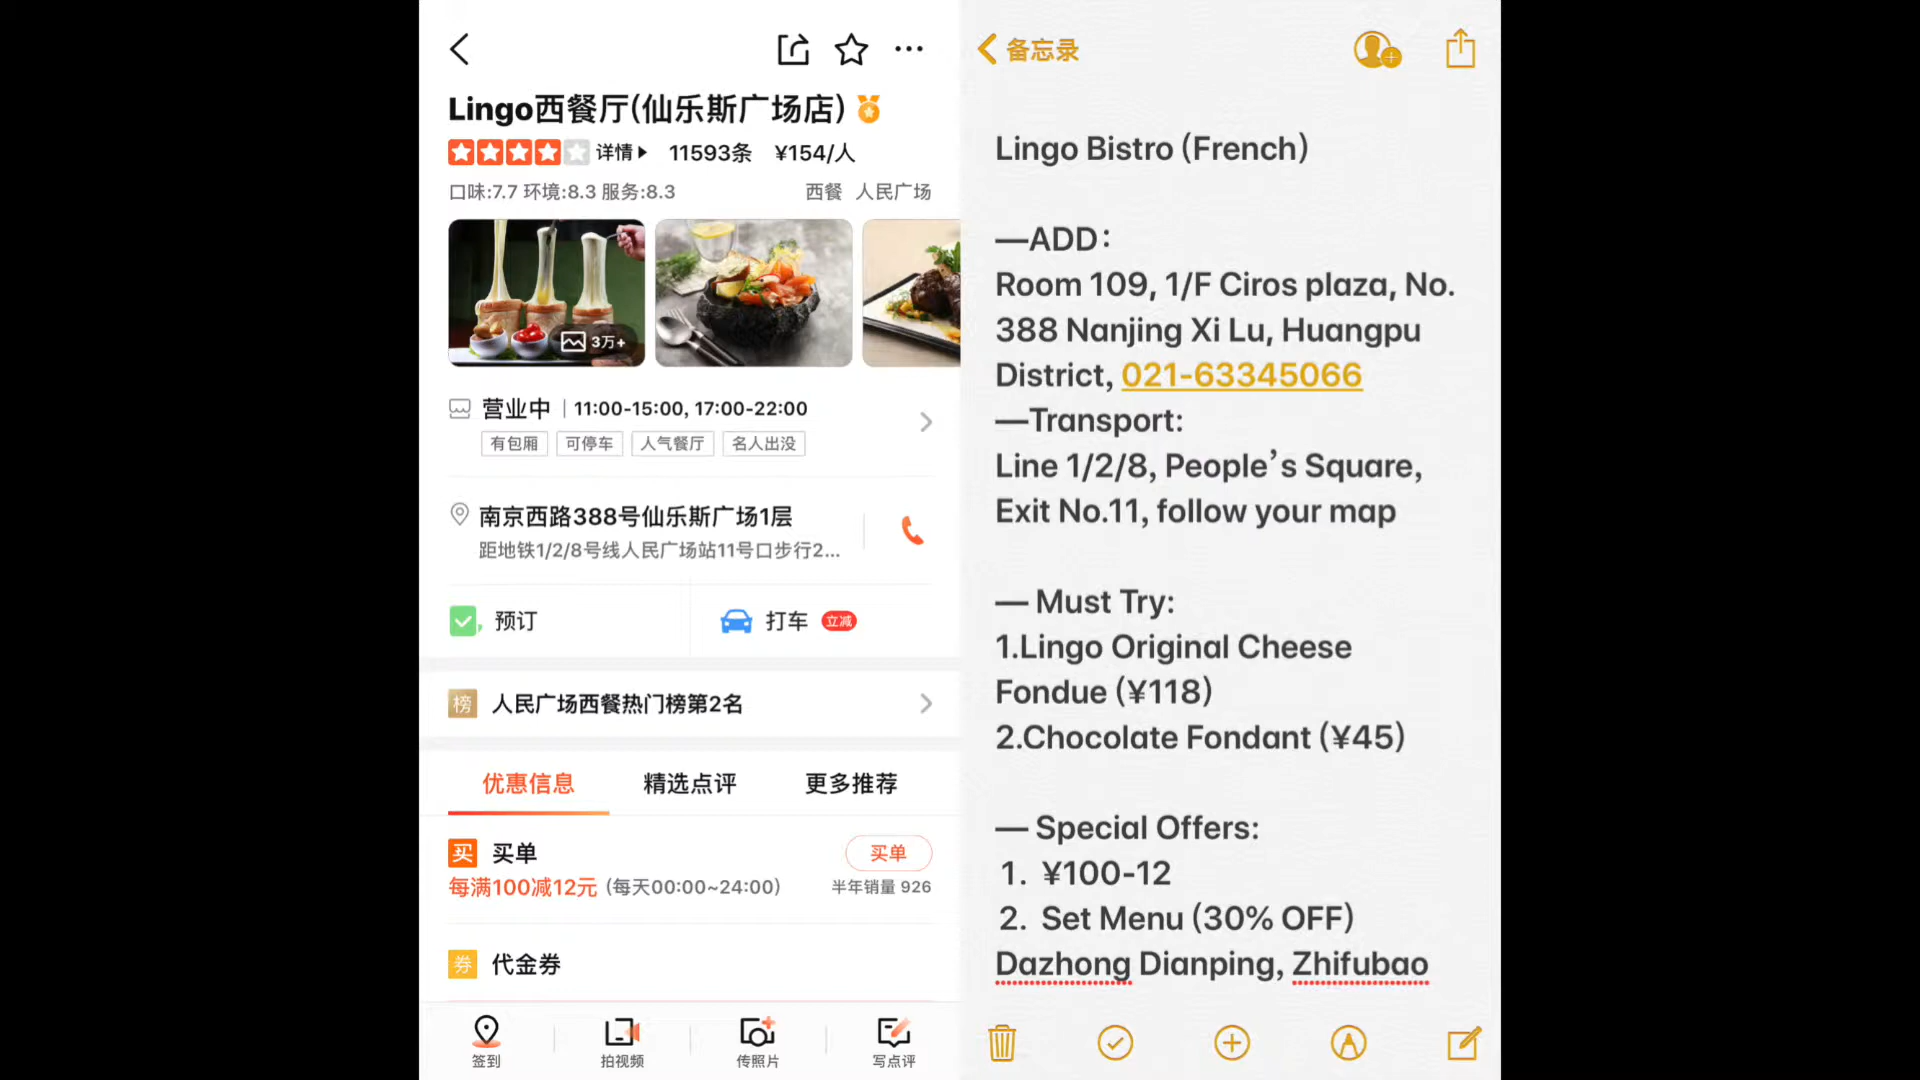 Lingo西餐厅(仙乐斯广场店)
详情 11593条 ¥154/人
口味:7.7 环境:8.3 服务:8.3 西餐 人民广场
3万+
营业中 | 11:00-15:00, 17:00-22:00
有包厢 可停车 人气餐厅 名人出没
南京西路388号仙乐斯广场1层
距地铁1/2/8号线人民广场站11号口步行2...
预订 打车 立减
榜 人民广场西餐热门榜第2名
优惠信息 精选点评 更多推荐
买 买单 买单
每满100减12元 (每天00:00~24:00) 半年销量 926
券 代金券
签到 拍视频 传照片 写点评
备忘录
Lingo Bistro (French)
—ADD：
Room 109, 1/F Ciros plaza, No.
388 Nanjing Xi Lu, Huangpu
District, 021-63345066
—Transport:
Line 1/2/8, People’s Square,
Exit No.11, follow your map
— Must Try:
1.Lingo Original Cheese
Fondue (¥118)
2.Chocolate Fondant (¥45)
— Special Offers:
1. ¥100-12
2. Set Menu (30% OFF)
Dazhong Dianping, Zhifubao